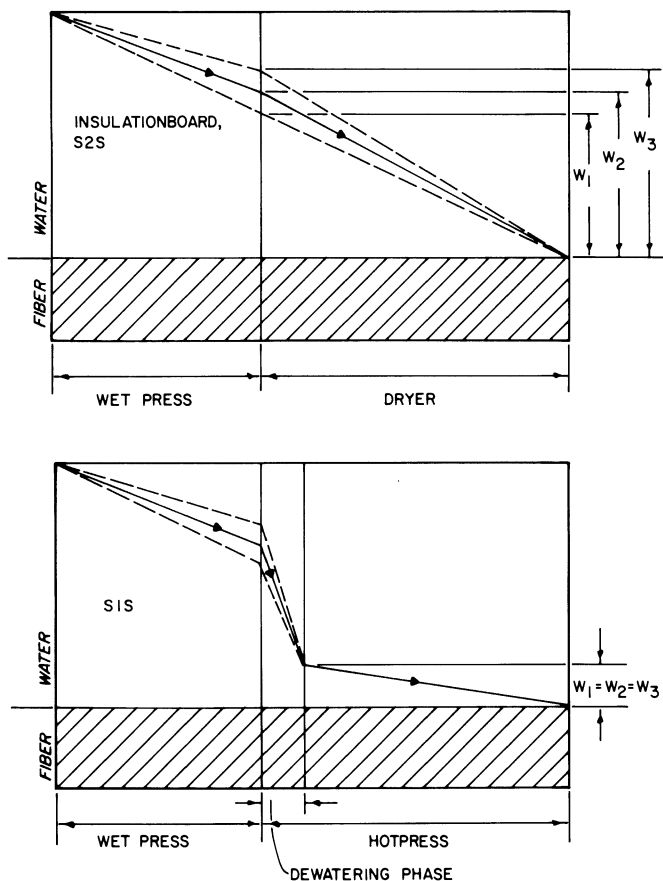 INSULATIONBOARD,
S2S
W1
W2
W3
WATER
FIBER
WET PRESS
DRYER
SIS
WATER
W1 = W2 = W3
FIBER
WET PRESS
HOTPRESS
DEWATERING PHASE